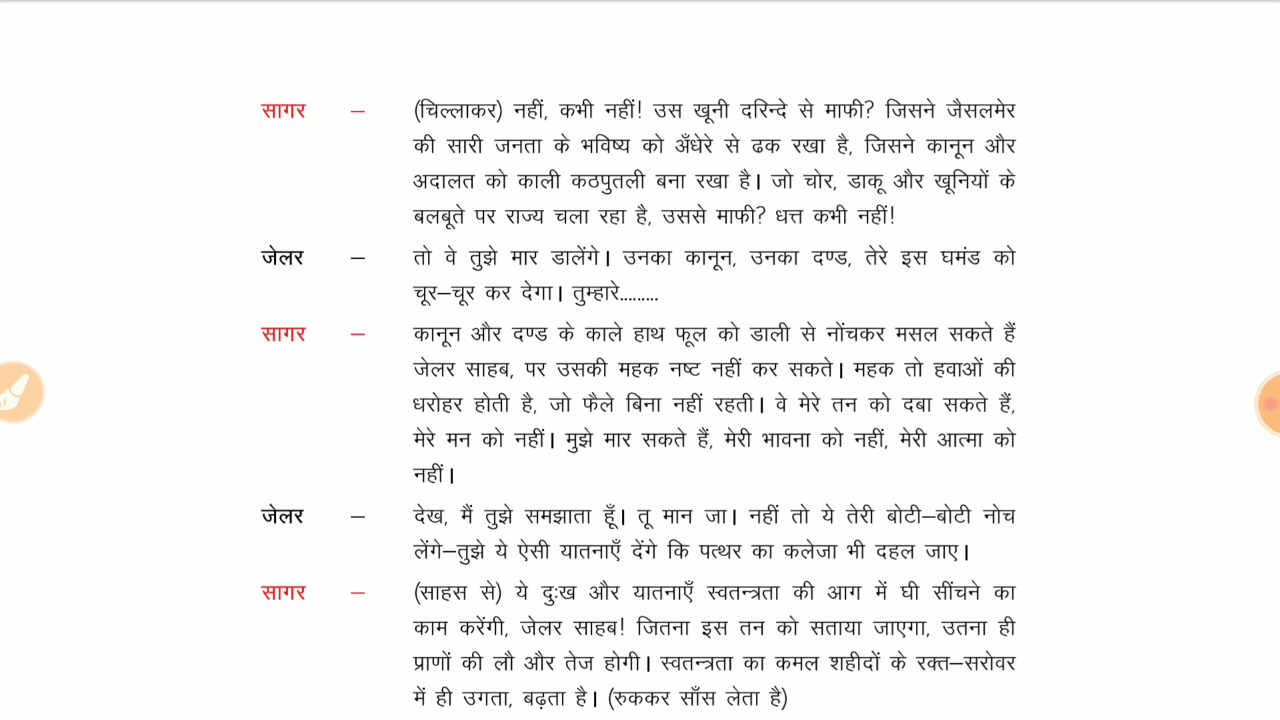 सागर – (चिल्लाकर) नहीं, कभी नहीं! उस खूनी दरिन्दे से माफी? जिसने जैसलमेर
की सारी जनता के भविष्य को अँधेरे से ढक रखा है, जिसने कानून और
अदालत को काली कठपुतली बना रखा है। जो चोर, डाकू और खूनियों के
बलबूते पर राज्य चला रहा है, उससे माफी? धत्त कभी नहीं!
जेलर – तो वे तुझे मार डालेंगे। उनका कानून, उनका दण्ड, तेरे इस घमंड को
चूर–चूर कर देगा। तुम्हारे.........
सागर – कानून और दण्ड के काले हाथ फूल को डाली से नोंचकर मसल सकते हैं
जेलर साहब, पर उसकी महक नष्ट नहीं कर सकते। महक तो हवाओं की
धरोहर होती है, जो फैले बिना नहीं रहती। वे मेरे तन को दबा सकते हैं,
मेरे मन को नहीं। मुझे मार सकते हैं, मेरी भावना को नहीं, मेरी आत्मा को
नहीं।
जेलर – देख, मैं तुझे समझाता हूँ। तू मान जा। नहीं तो ये तेरी बोटी–बोटी नोच
लेंगे–तुझे ये ऐसी यातनाएँ देंगे कि पत्थर का कलेजा भी दहल जाए।
सागर – (साहस से) ये दुःख और यातनाएँ स्वतन्त्रता की आग में घी सींचने का
काम करेंगी, जेलर साहब! जितना इस तन को सताया जाएगा, उतना ही
प्राणों की लौ और तेज होगी। स्वतन्त्रता का कमल शहीदों के रक्त–सरोवर
में ही उगता, बढ़ता है। (रुककर साँस लेता है)